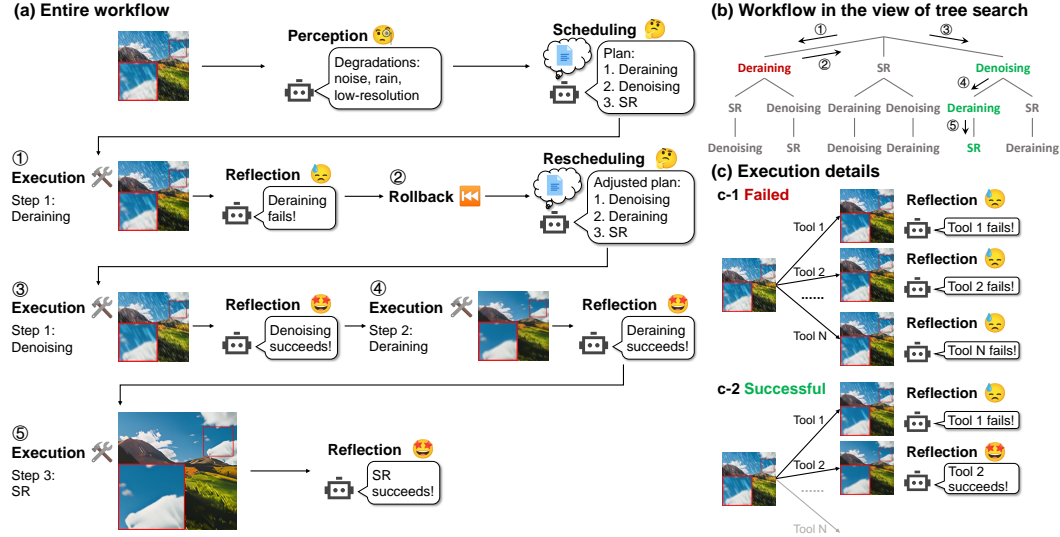 (a) Entire workflow
Perception
Degradations:
noise, rain,
low-resolution
Scheduling
Plan:
1. Deraining
2. Denoising
3. SR
①
Execution
Step 1:
Deraining
Reflection
Deraining
fails!
②
Rollback
Rescheduling
Adjusted plan:
1. Denoising
2. Deraining
3. SR
③
Execution
Step 1:
Denoising
Reflection
Denoising
succeeds!
④
Execution
Step 2:
Deraining
Reflection
Deraining
succeeds!
⑤
Execution
Step 3:
SR
Reflection
SR
succeeds!
(b) Workflow in the view of tree search
① ③
②
Deraining SR Denoising
④
SR Denoising Deraining Denoising Deraining SR
⑤
Denoising SR Denoising Deraining SR Deraining
(c) Execution details
c-1 Failed
Tool 1
Reflection
Tool 1 fails!
Tool 2
Reflection
Tool 2 fails!
......
Tool N
Reflection
Tool N fails!
c-2 Successful
Tool 1
Reflection
Tool 1 fails!
Tool 2
Reflection
Tool 2
succeeds!
......
Tool N